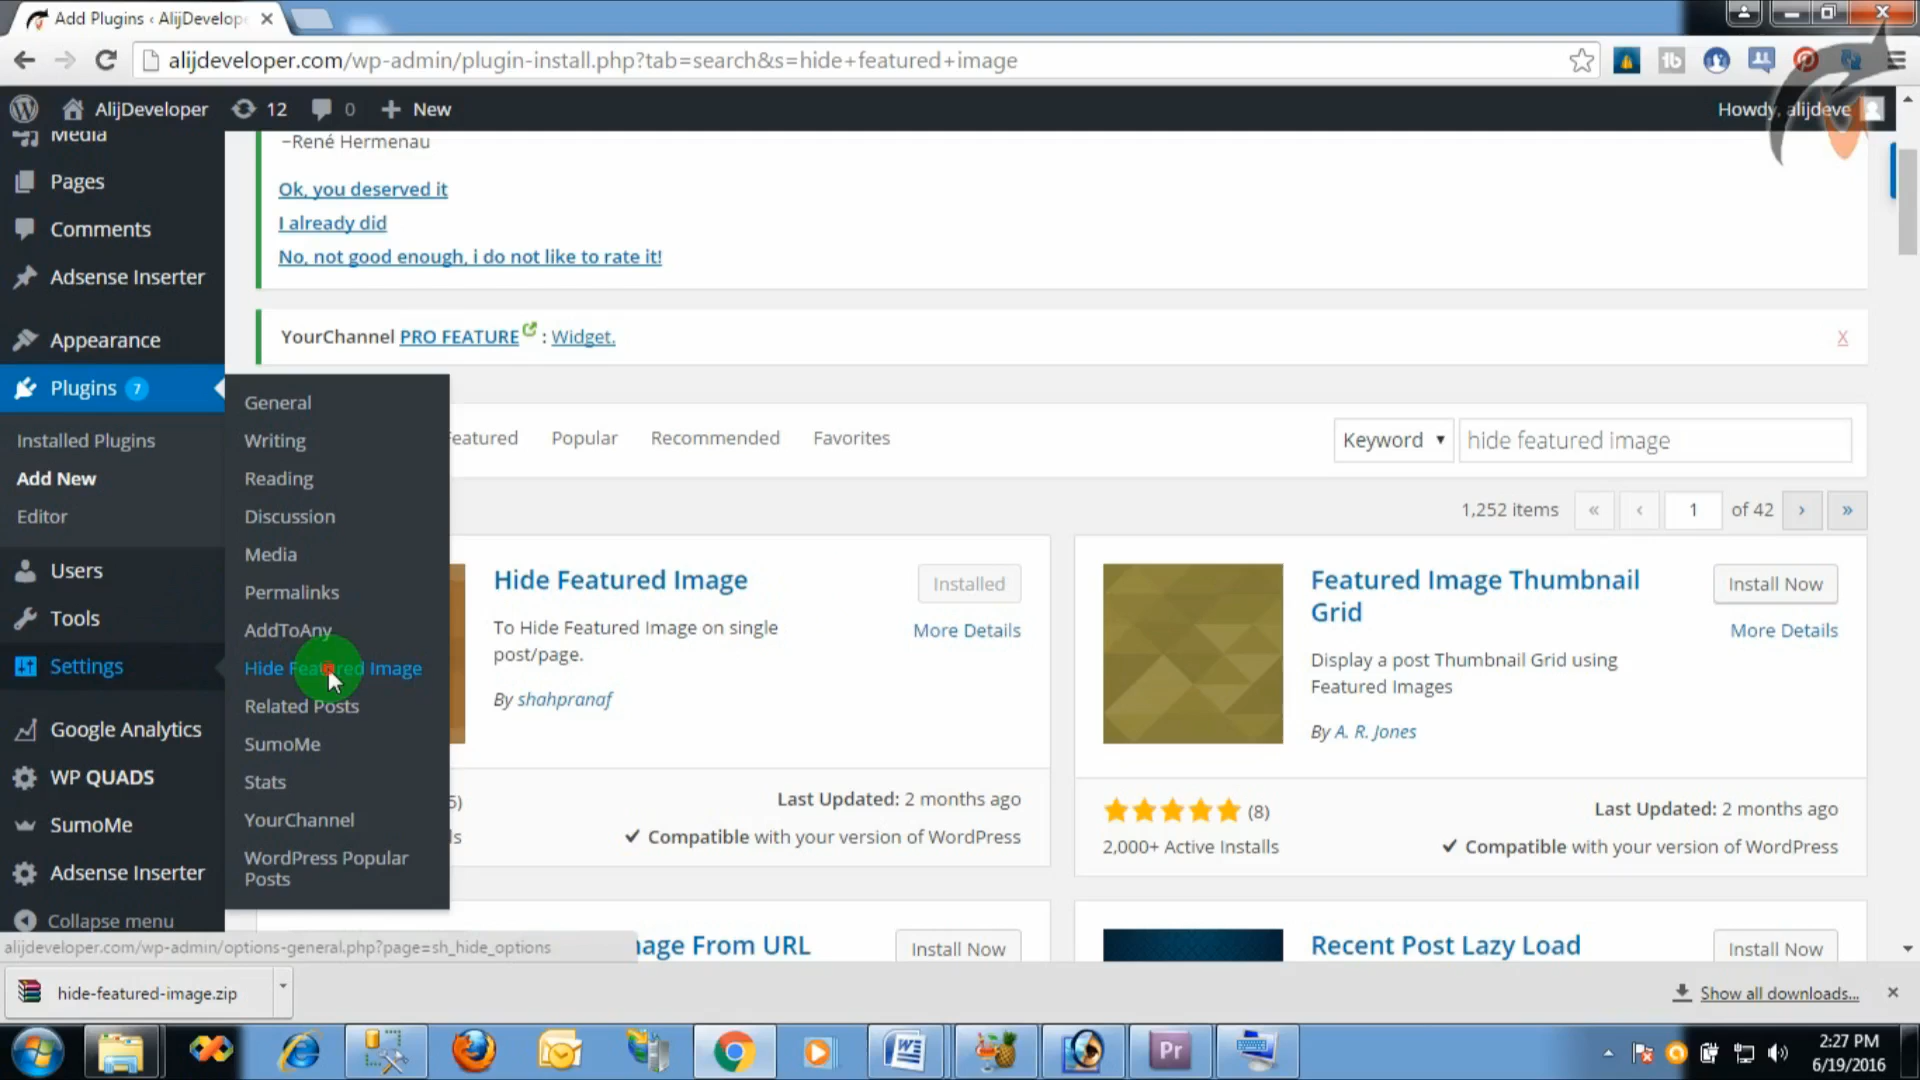 Add Plugins ‹ AlijDevelope
alijdeveloper.com/wp-admin/plugin-install.php?tab=search&s=hide+featured+image
AlijDeveloper
12
0
New
Howdy, alijdeve
Media
Pages
Comments
Adsense Inserter
Appearance
Plugins 7
Installed Plugins
Add New
Editor
Users
Tools
Settings
Google Analytics
WP QUADS
SumoMe
Adsense Inserter
Collapse menu
General
Writing
Reading
Discussion
Media
Permalinks
AddToAny
Hide Featured Image
Related Posts
SumoMe
Stats
YourChannel
WordPress Popular
Posts
~René Hermenau
Ok, you deserved it
I already did
No, not good enough, i do not like to rate it!
YourChannel PRO FEATURE : Widget.
X
eatured
Popular
Recommended
Favorites
Keyword
hide featured image
1,252 items
«
‹
1
of 42
›
»
Hide Featured Image
Installed
More Details
To Hide Featured Image on single
post/page.
By shahpranaf
5)
ls
Last Updated: 2 months ago
Compatible with your version of WordPress
Featured Image Thumbnail
Grid
Install Now
More Details
Display a post Thumbnail Grid using
Featured Images
By A. R. Jones
(8)
2,000+ Active Installs
Last Updated: 2 months ago
Compatible with your version of WordPress
mage From URL
Install Now
Recent Post Lazy Load
Install Now
alijdeveloper.com/wp-admin/options-general.php?page=sh_hide_options
hide-featured-image.zip
Show all downloads...
Pr
2:27 PM
6/19/2016